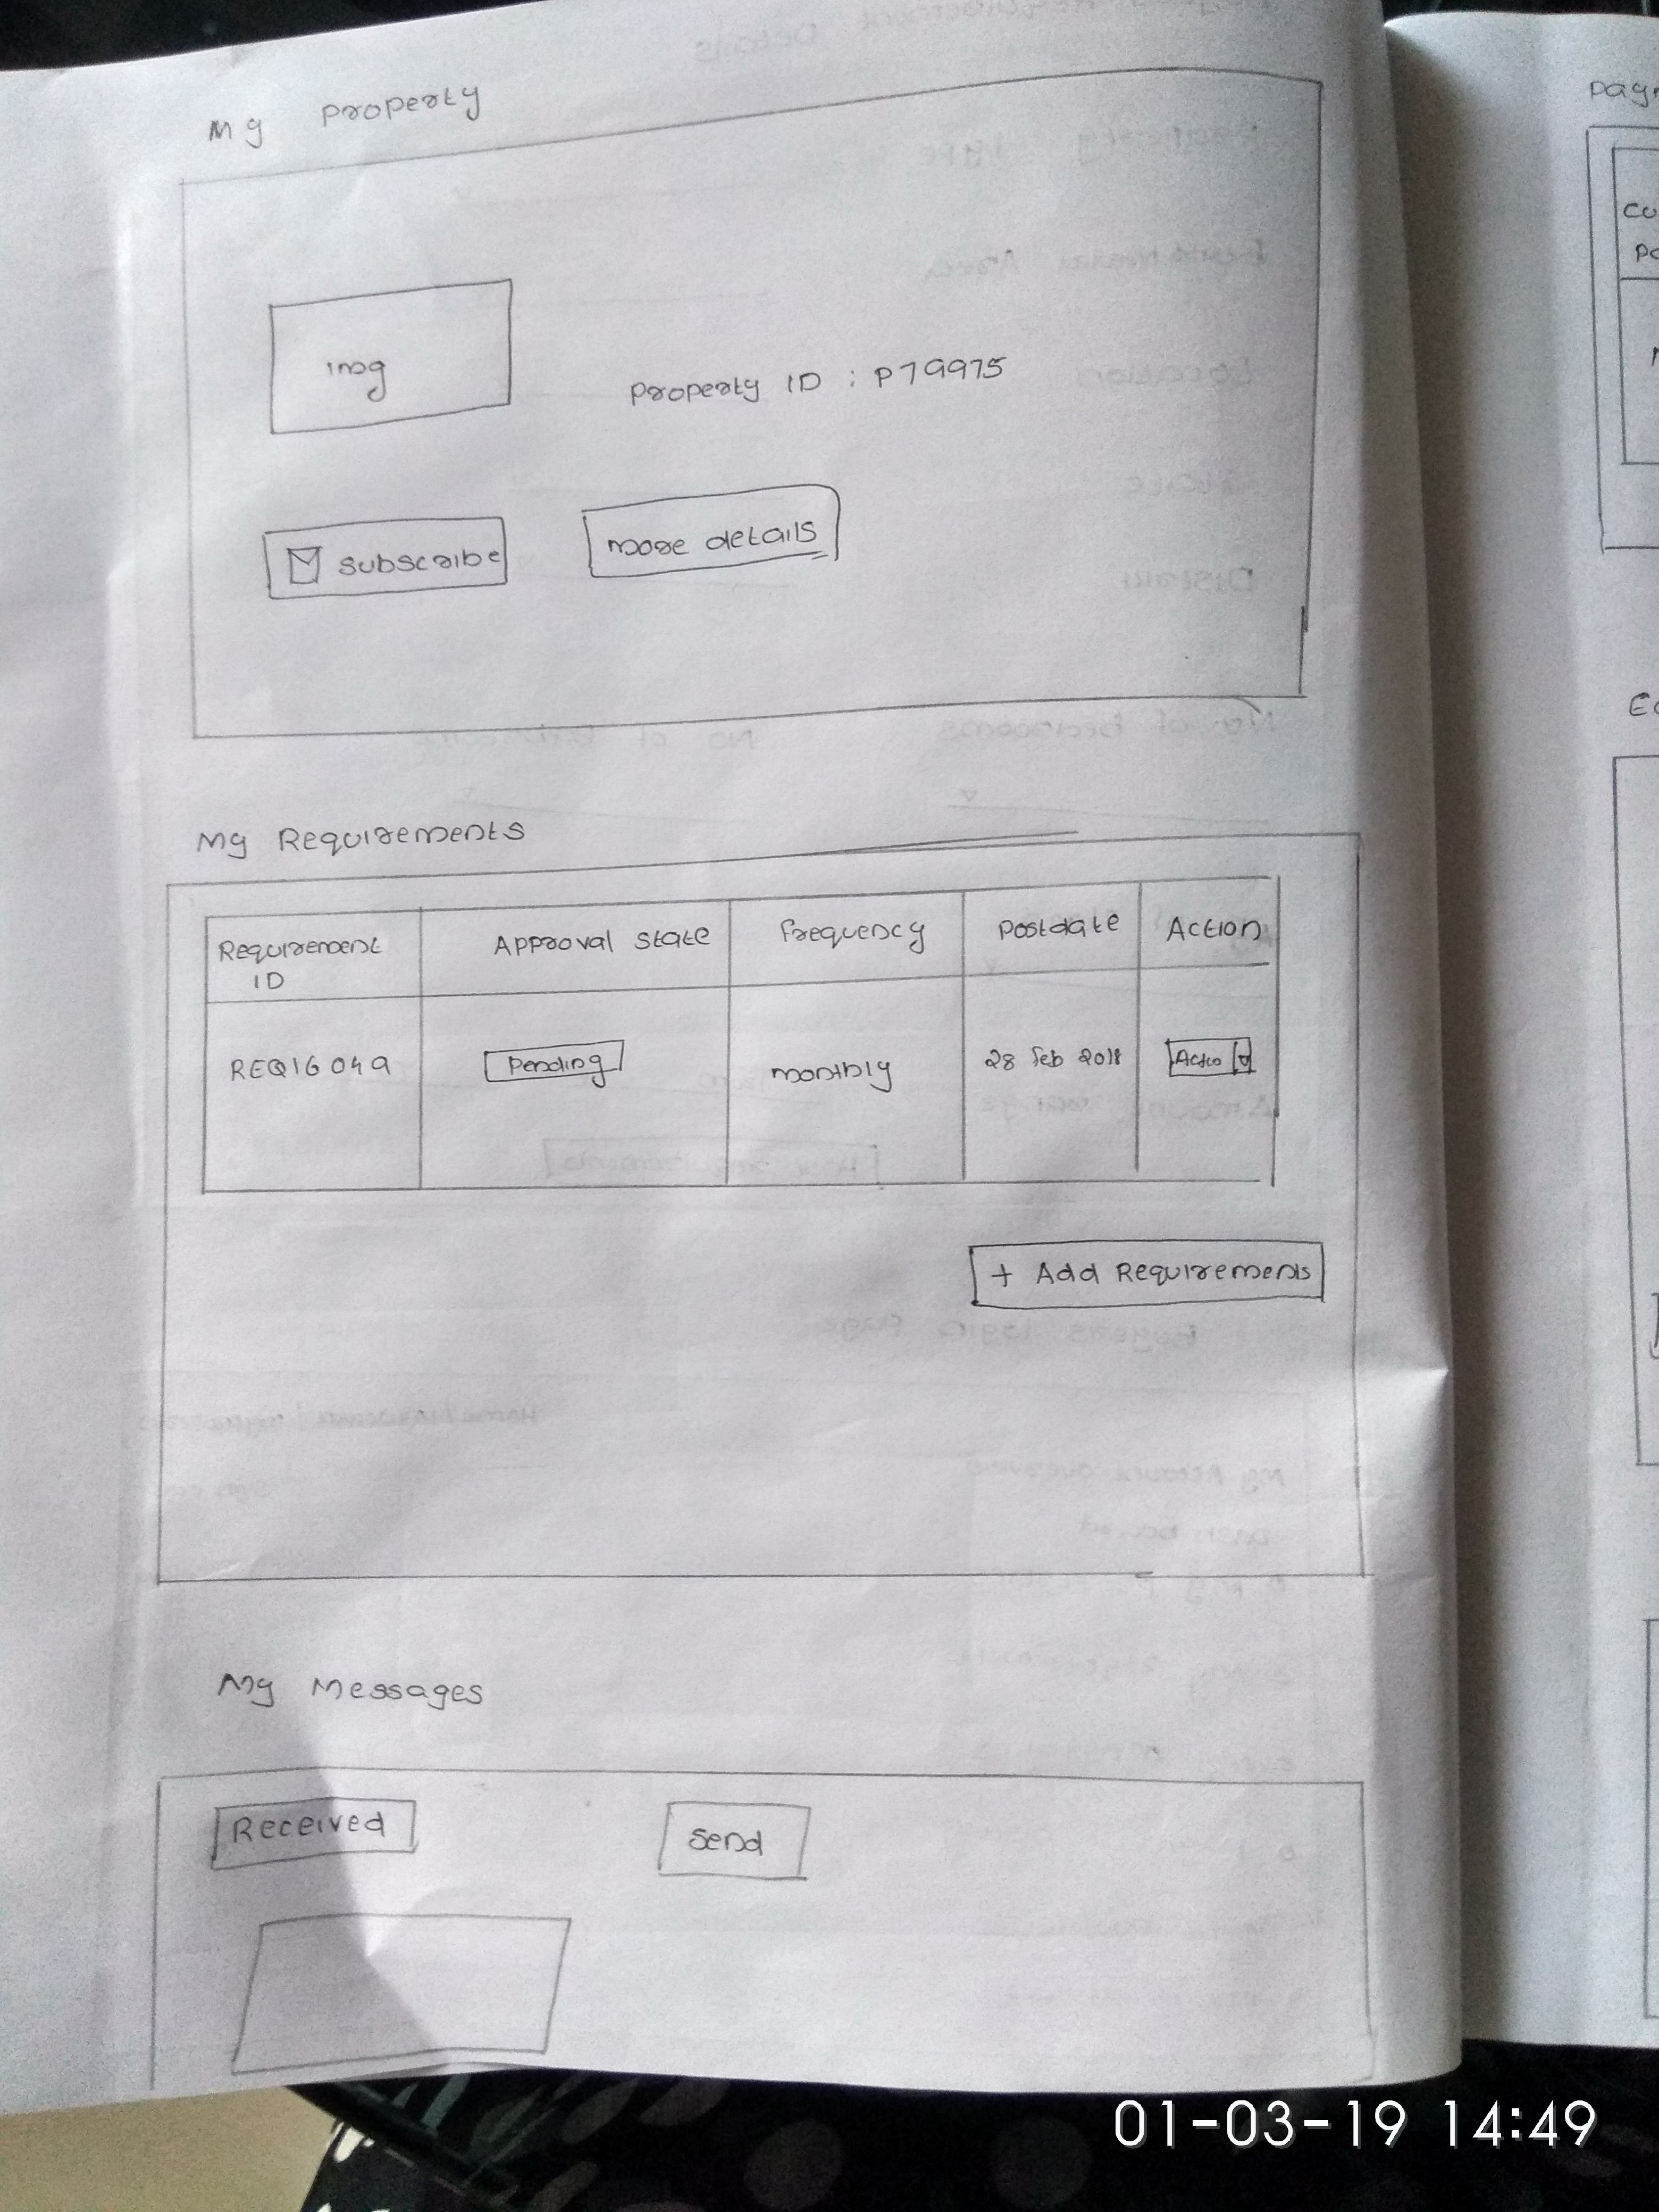 My Property
img
Property ID : P79975
subscribe
more details
My Requirements
Requirement ID
Approval state
frequency
Postdate
Action
REQ16049
Pending
monthly
28 feb 2018
Actio
+ Add Requirements
My Messages
Received
Send
01-03-19 14:49